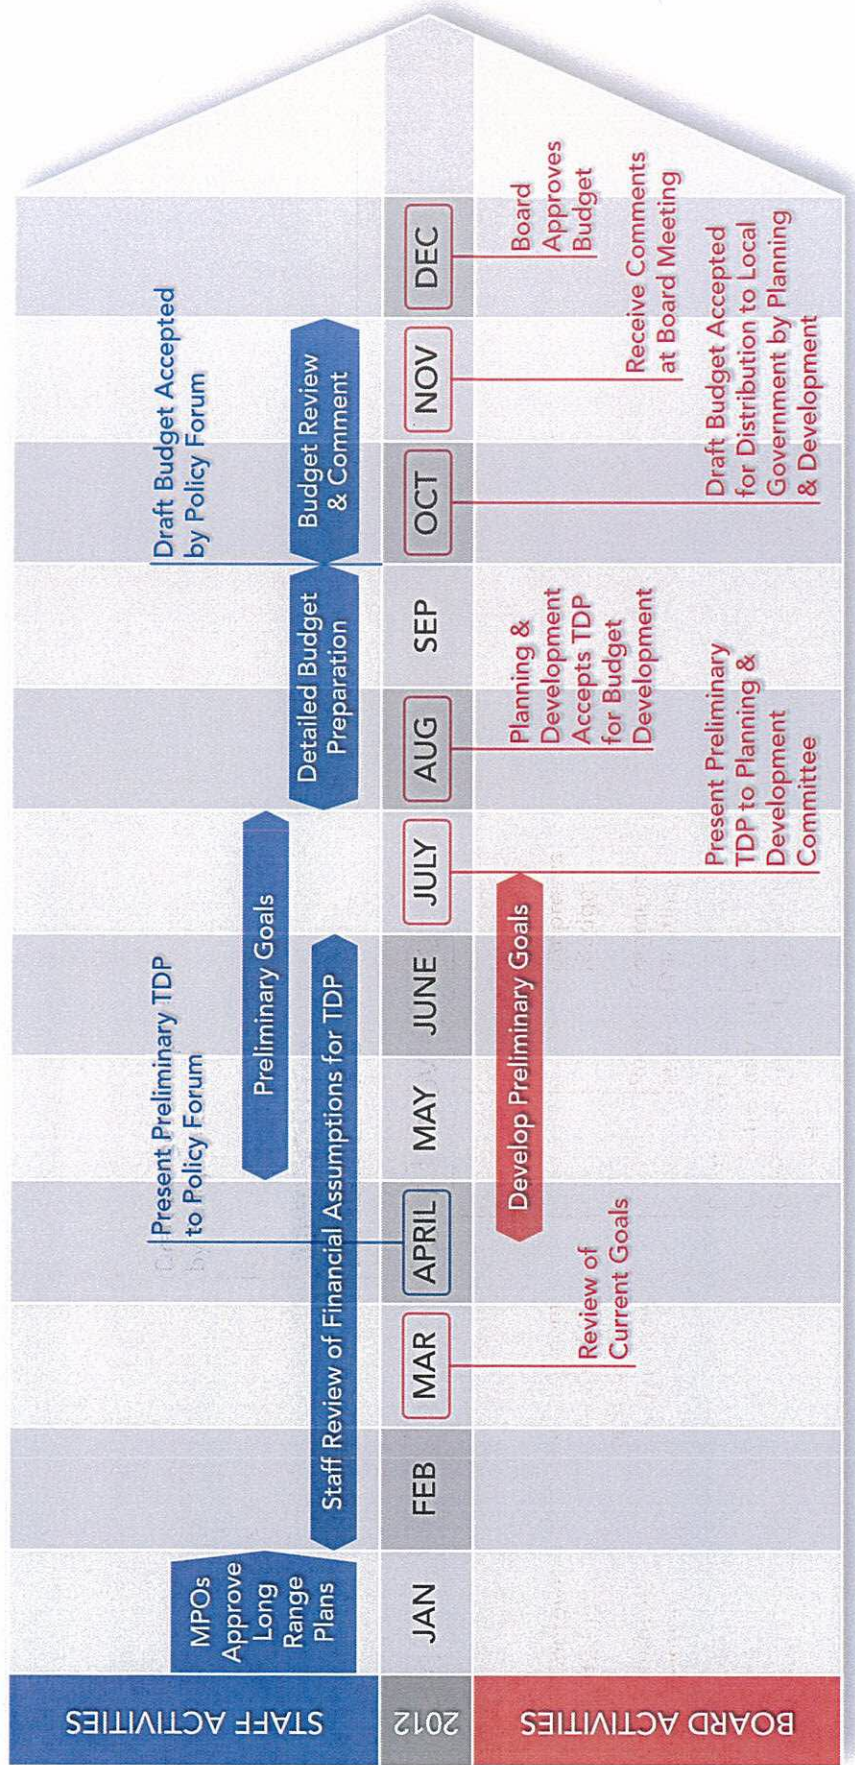 STAFF ACTIVITIES
MPOs
Approve
Long
Range
Plans
Present Preliminary TDP
to Policy Forum
Draft Budget Accepted
by Policy Forum
Preliminary Goals
Staff Review of Financial Assumptions for TDP
Detailed Budget
Preparation
Budget Review
& Comment
2012
JAN
FEB
MAR
APRIL
MAY
JUNE
JULY
AUG
SEP
OCT
NOV
DEC
BOARD ACTIVITIES
Review of
Current Goals
Develop Preliminary Goals
Present Preliminary
TDP to Planning &
Development
Committee
Planning &
Development
Accepts TDP
for Budget
Development
Draft Budget Accepted
for Distribution to Local
Government by Planning
& Development
Receive Comments
at Board Meeting
Board
Approves
Budget